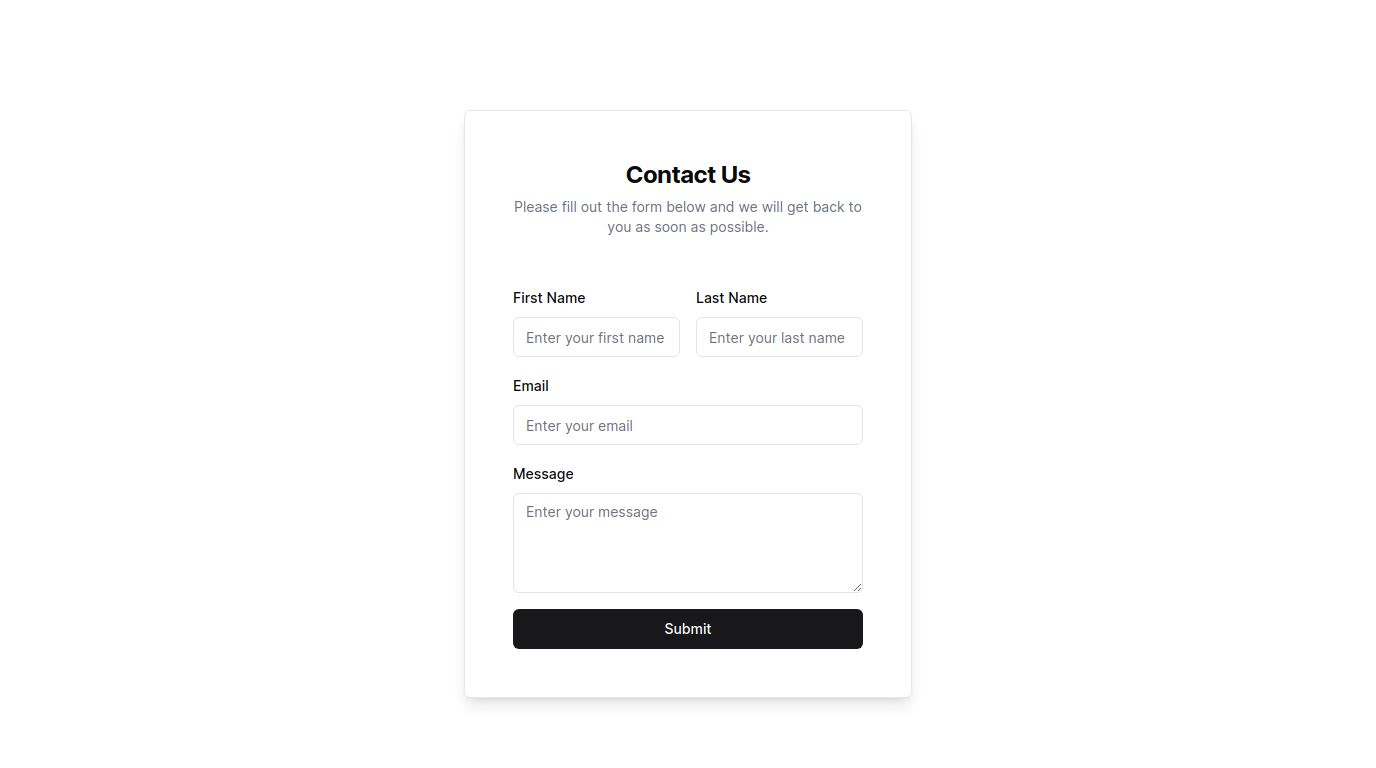 Contact Us
Please fill out the form below and we will get back to
you as soon as possible.
First Name
Last Name
Enter your first name
Enter your last name
Email
Enter your email
Message
Enter your message
Submit